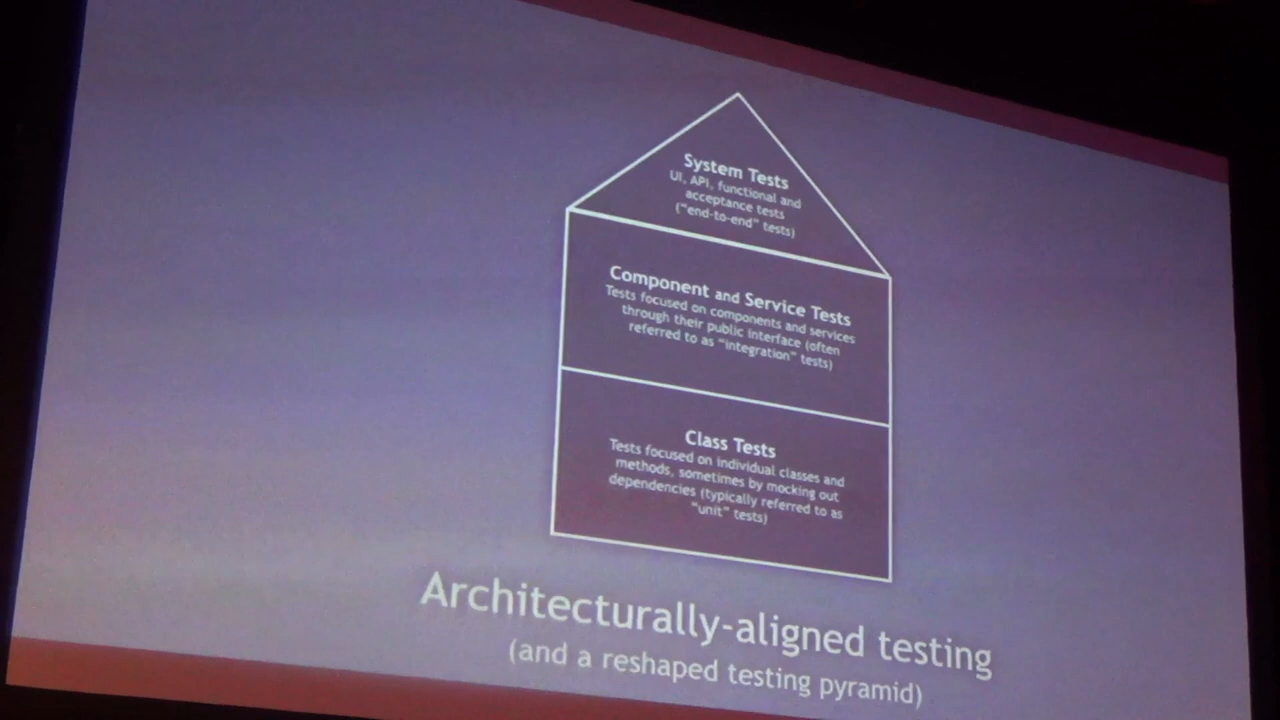 System Tests
UI, API, functional and
acceptance tests
("end-to-end" tests)
Component and Service Tests
Tests focused on components and services
through their public interface (often
referred to as "integration" tests)
Class Tests
Tests focused on individual classes and
methods, sometimes by mocking out
dependencies (typically referred to as
"unit" tests)
Architecturally-aligned testing
(and a reshaped testing pyramid)